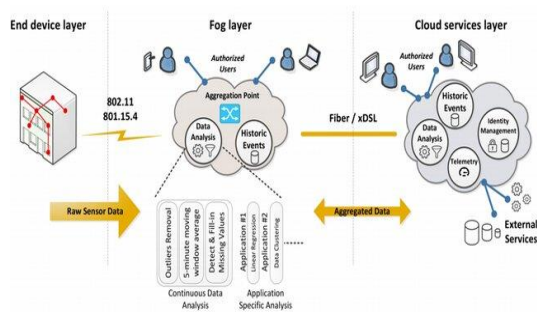 End device layer
Fog layer
Cloud services layer
Authorized
Users
Authorized
Users
802.11
801.15.4
Aggregation Point
Data
Analysis
Historic
Events
Fiber / xDSL
Historic
Events
Data
Analysis
Identity
Management
Telemetry
Raw Sensor Data
Aggregated Data
External
Services
Outliers Removal
5-minute moving
window average
Detect & Fill-in
Missing Values
Application #1
Linear Regression
Application #2
Data Clustering
Continuous Data
Analysis
Application
Specific Analysis